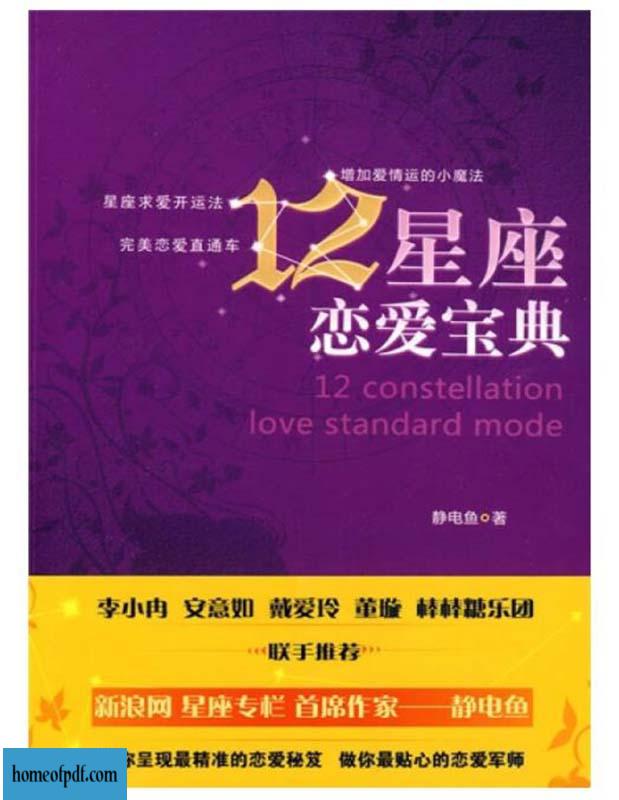 增加爱情运的小魔法
星座求爱开运法
完美恋爱直通车
12星座
恋爱宝典
12 constellation
love standard mode
静电鱼 著
李小冉 安意如 戴爱玲 董璇 棒棒糖乐团
联手推荐
新浪网 星座专栏 首席作家——静电鱼
你呈现最精准的恋爱秘笈 做你最贴心的恋爱军师
homeofpdf.com